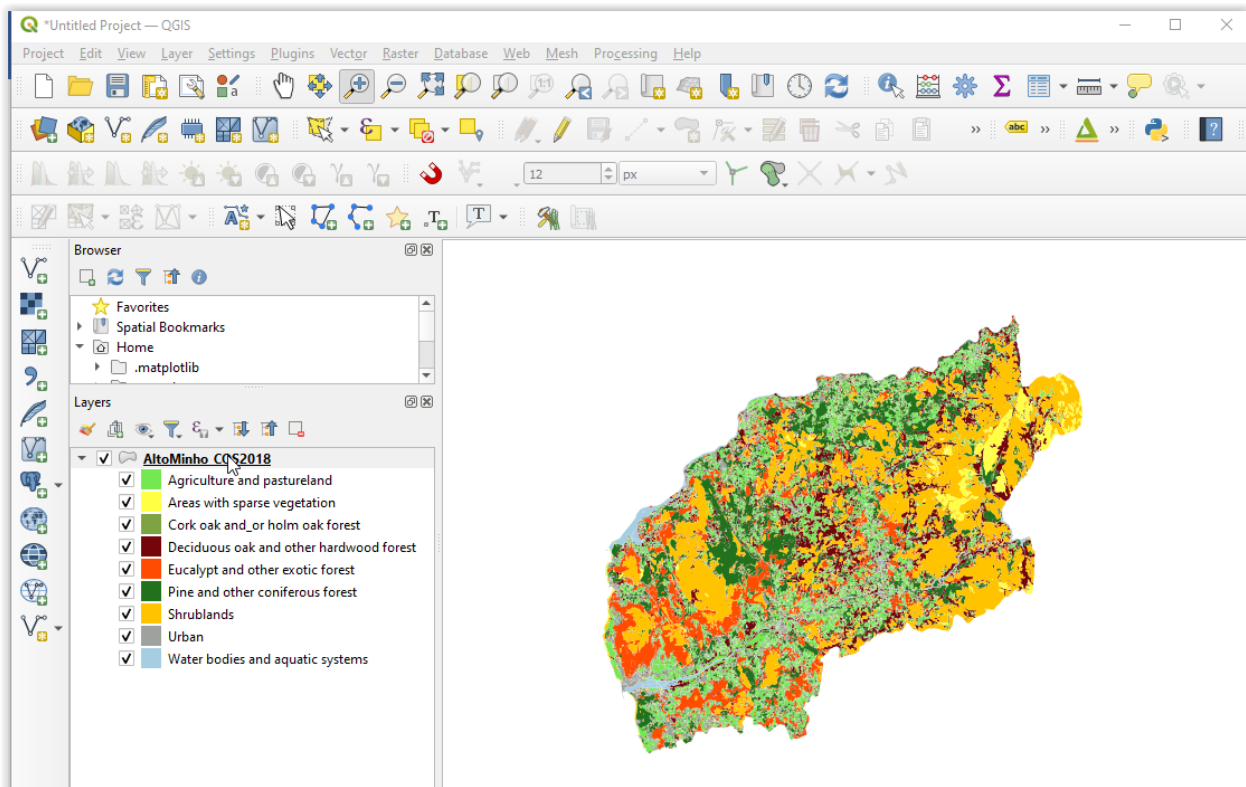 *Untitled Project — QGIS
Project Edit View Layer Settings Plugins Vector Raster Database Web Mesh Processing Help
abc
12 px
Browser
Favorites
Spatial Bookmarks
Home
.matplotlib
Layers
AltoMinho_COS2018
Agriculture and pastureland
Areas with sparse vegetation
Cork oak and_or holm oak forest
Deciduous oak and other hardwood forest
Eucalypt and other exotic forest
Pine and other coniferous forest
Shrublands
Urban
Water bodies and aquatic systems